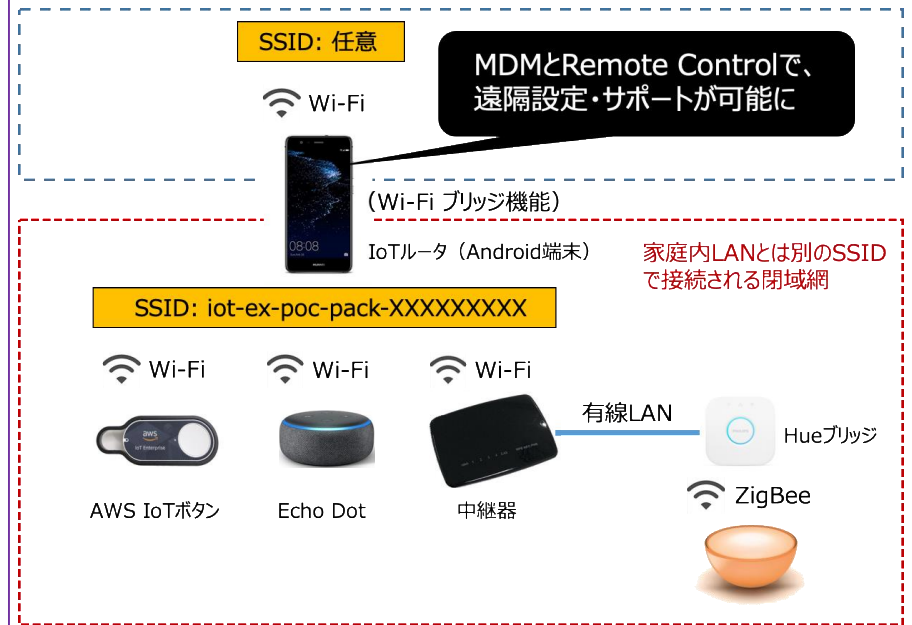 SSID: 任意
MDMとRemote Controlで、
遠隔設定・サポートが可能に
Wi-Fi
08:08
HUAWEI
（Wi-Fi ブリッジ機能）
IoTルータ（Android端末）
家庭内LANとは別のSSID
で接続される閉域網
SSID: iot-ex-poc-pack-XXXXXXXXX
Wi-Fi
Wi-Fi
Wi-Fi
aws
IoT Enterprise
有線LAN
Hueブリッジ
AWS IoTボタン
Echo Dot
中継器
ZigBee